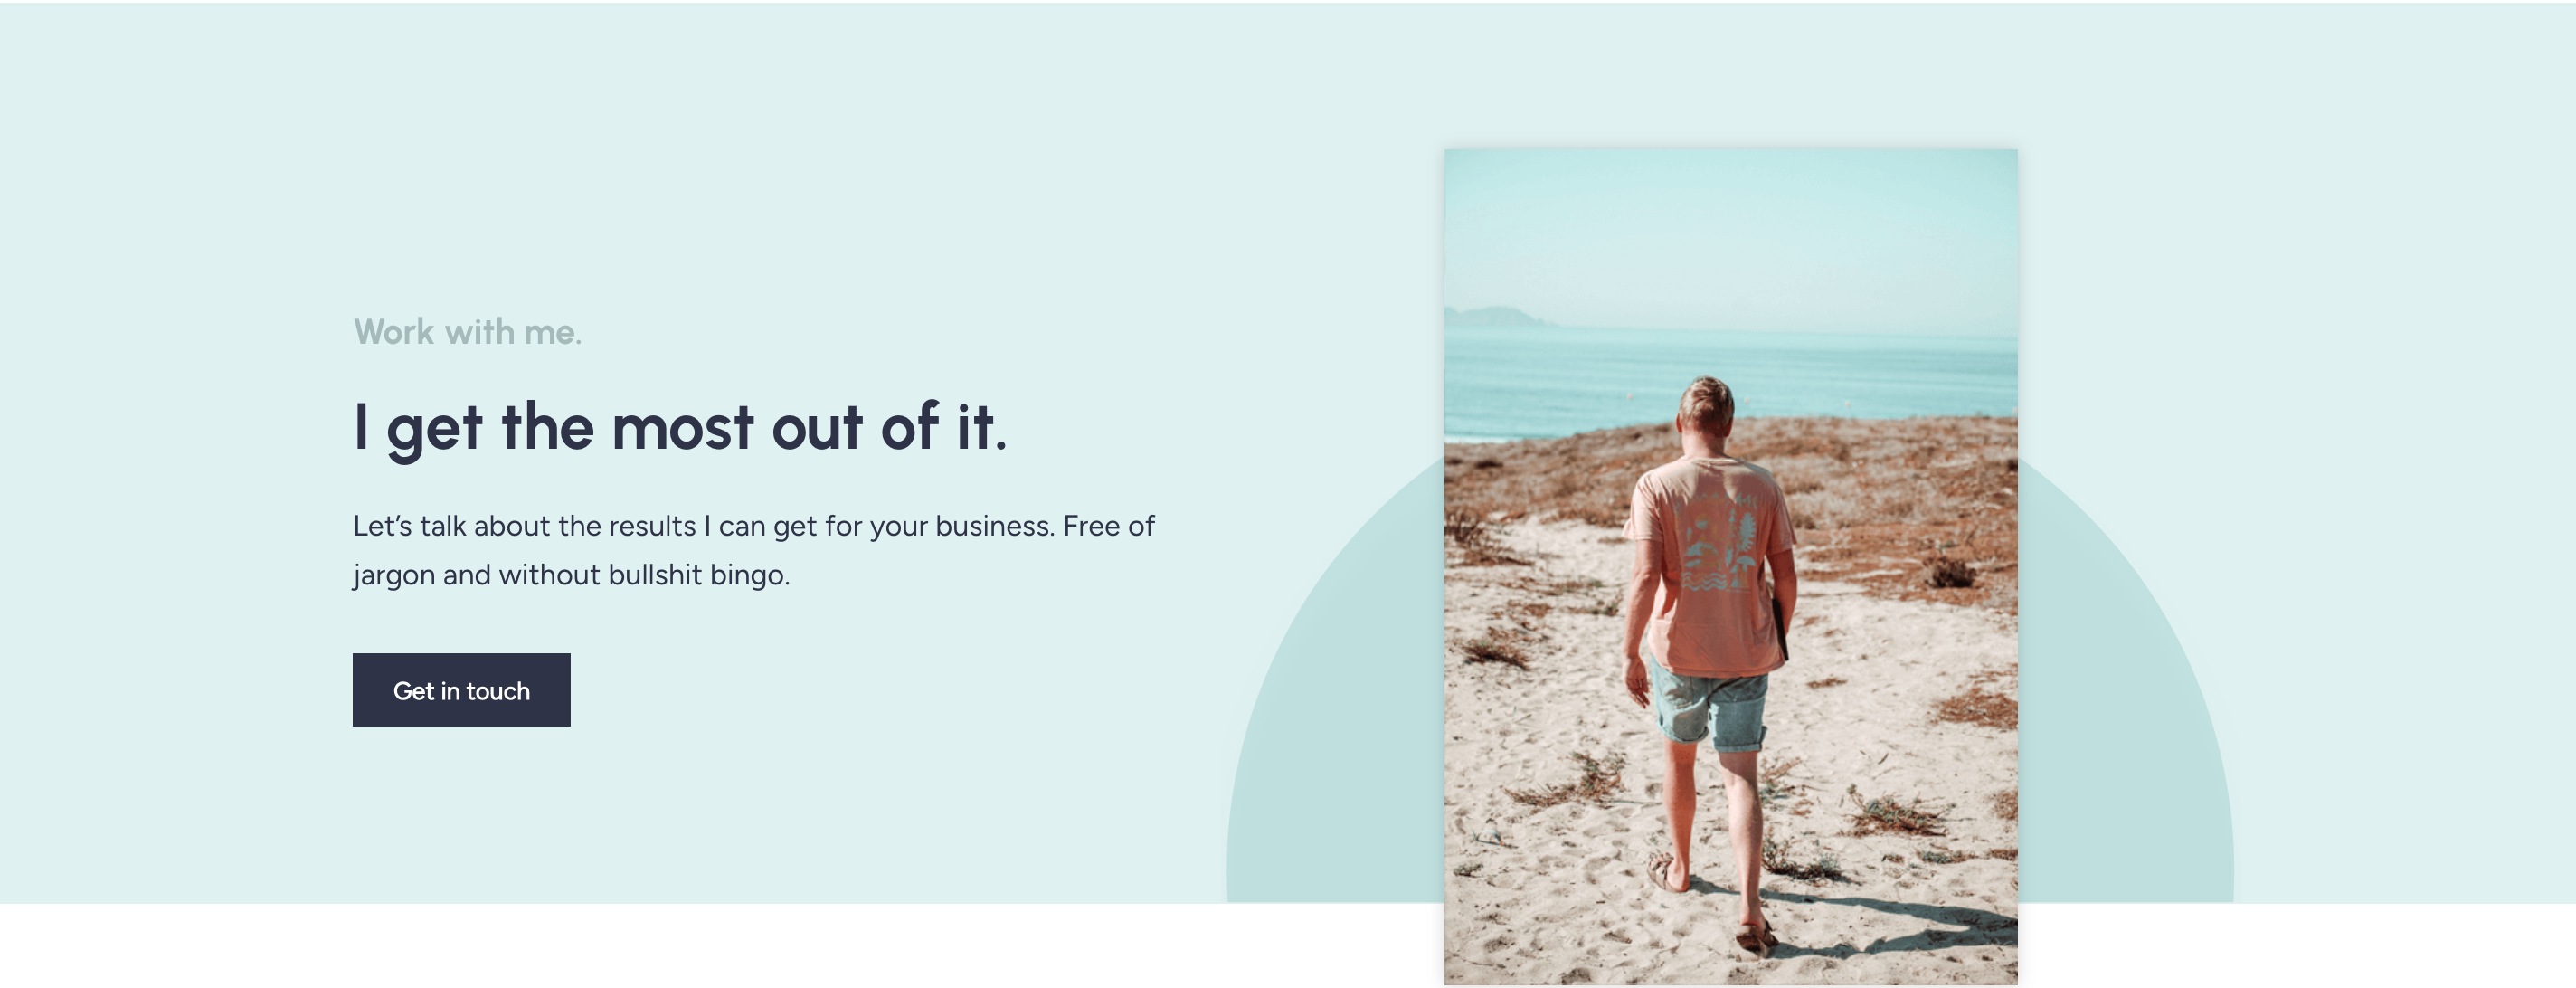 Work with me.
I get the most out of it.
Let’s talk about the results I can get for your business. Free of
jargon and without bullshit bingo.
Get in touch